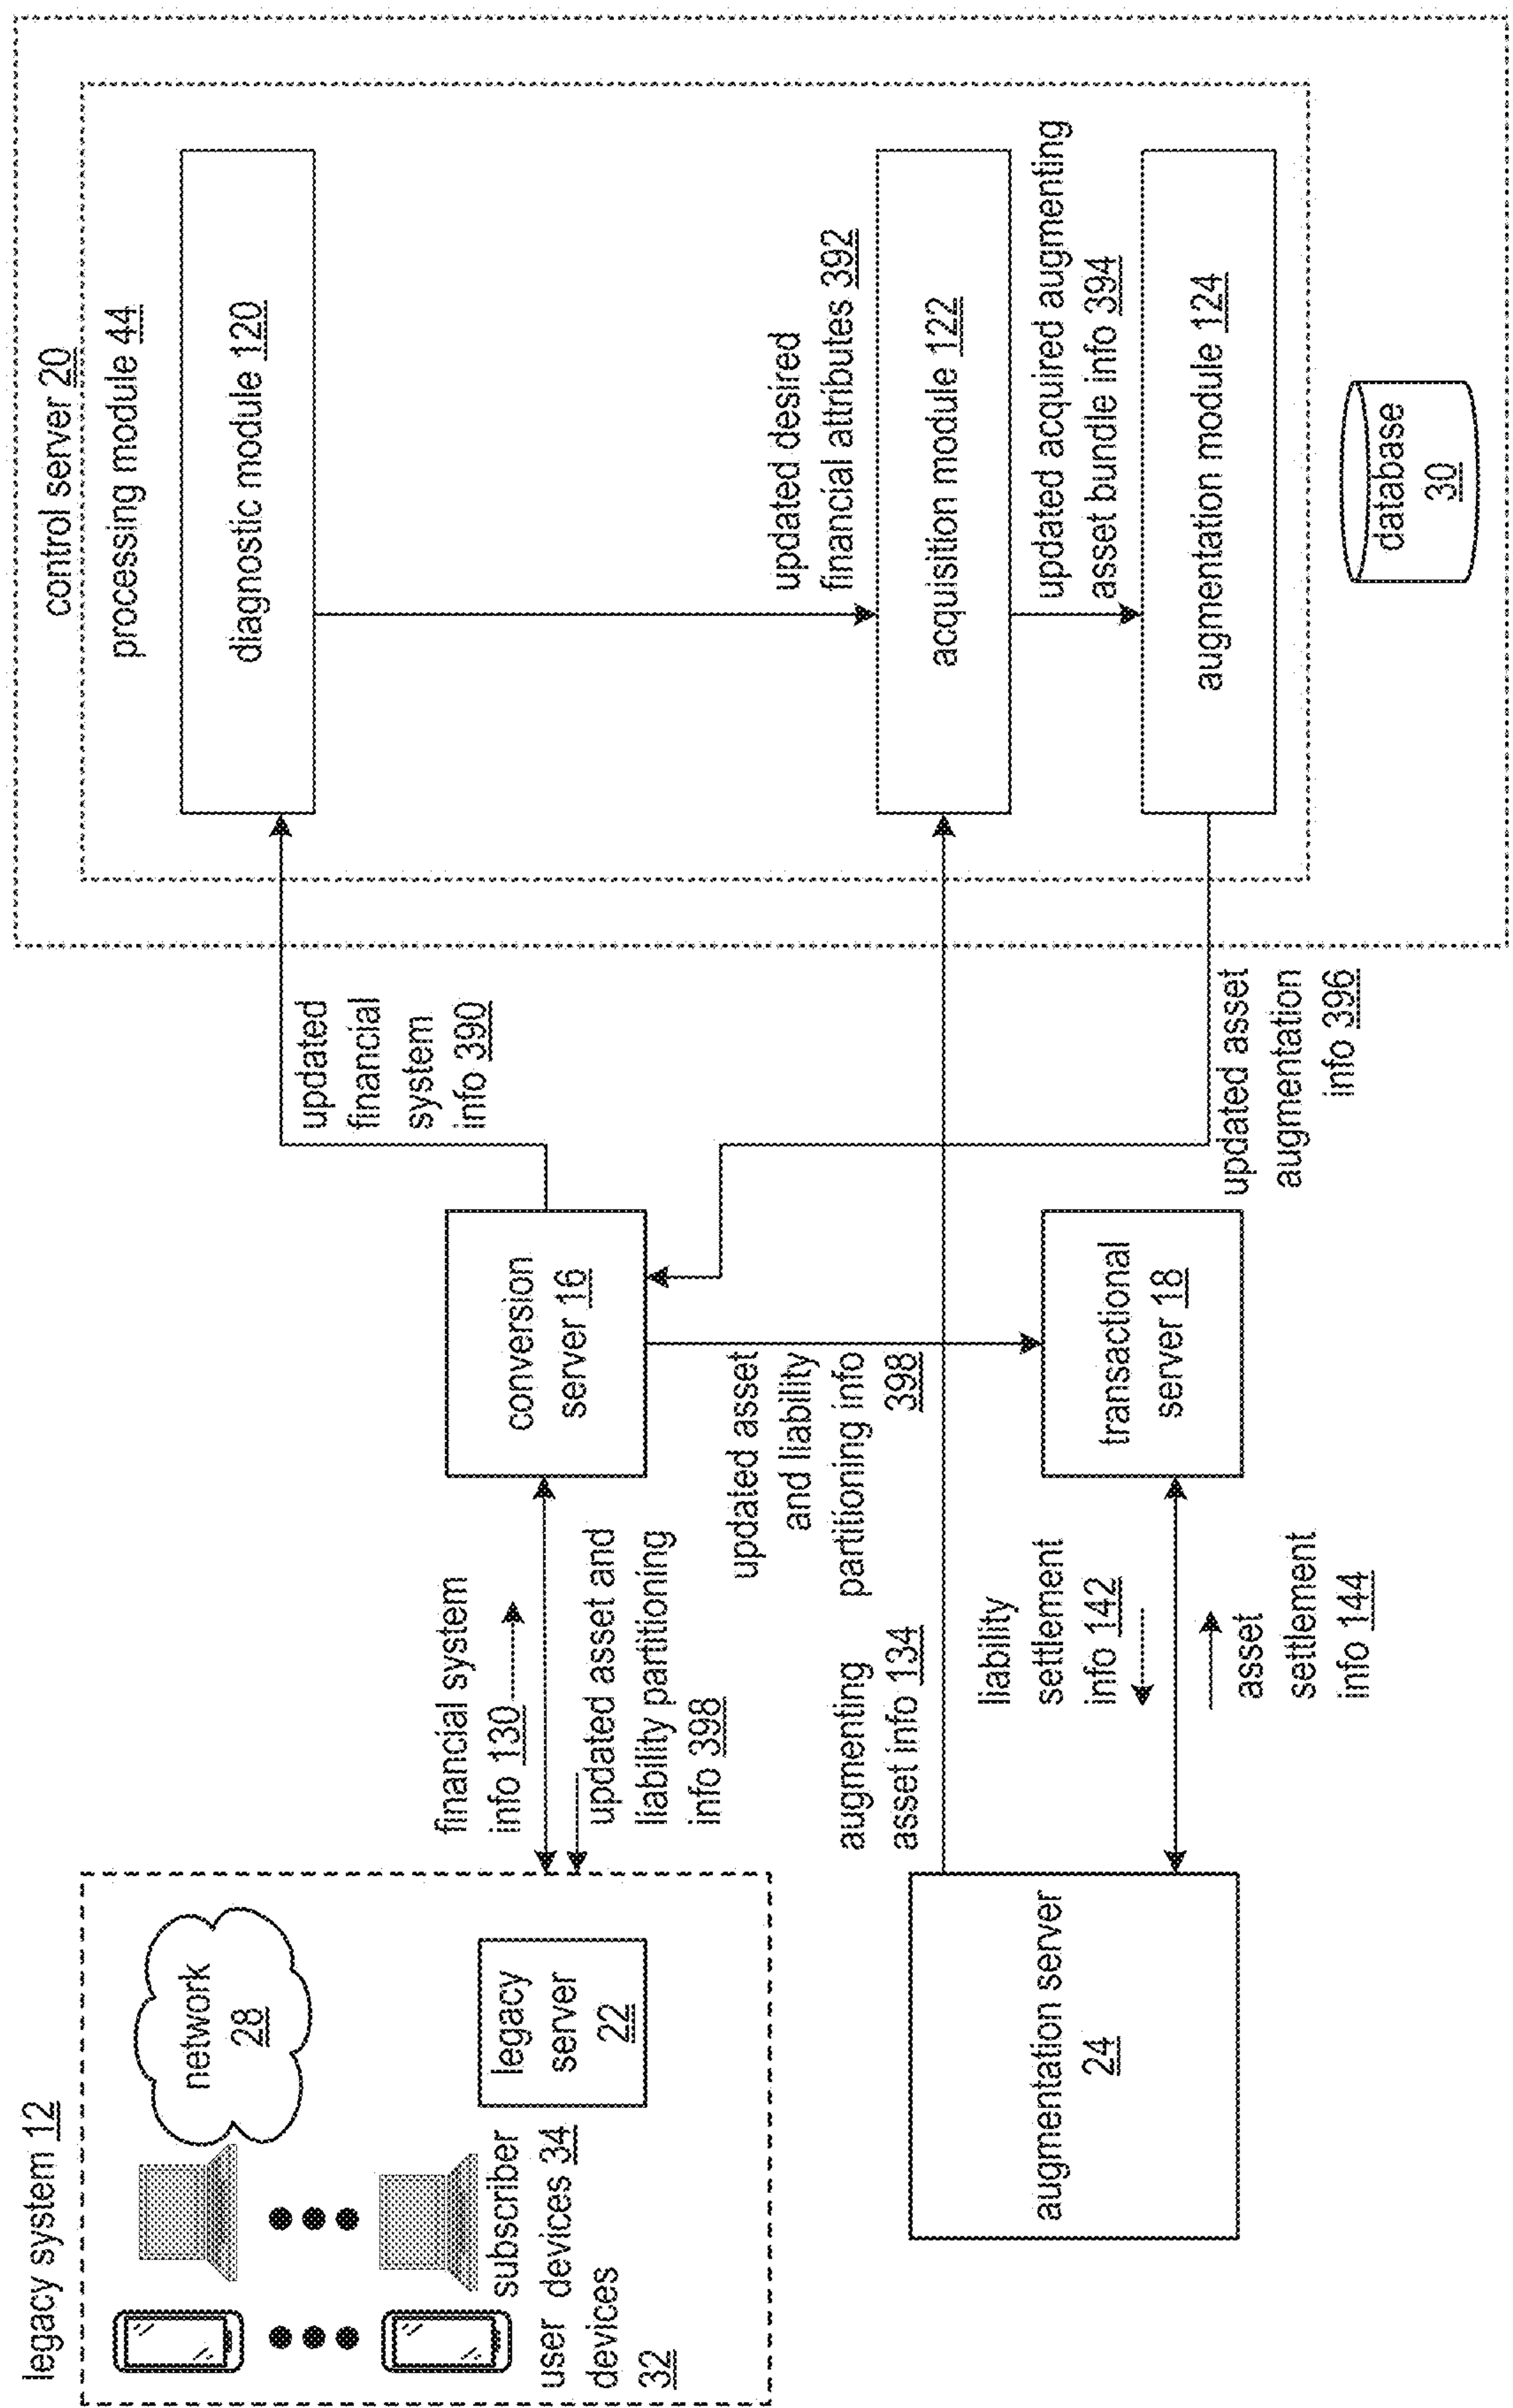 legacy system 12
network
28
legacy
server
22
subscriber
devices 34
user
devices
32
financial system
info 130
updated asset and
liability partitioning
info 398
conversion
server 16
updated
financial
system
info 390
control server 20
processing module 44
diagnostic module 120
updated desired
financial attributes 392
acquisition module 122
updated acquired augmenting
asset bundle info 394
augmentation module 124
database
30
updated asset
augmentation
info 396
updated asset
and liability
partitioning info
398
augmenting
asset info 134
transactional
server 18
liability
settlement
info 142
asset
settlement
info 144
augmentation server
24